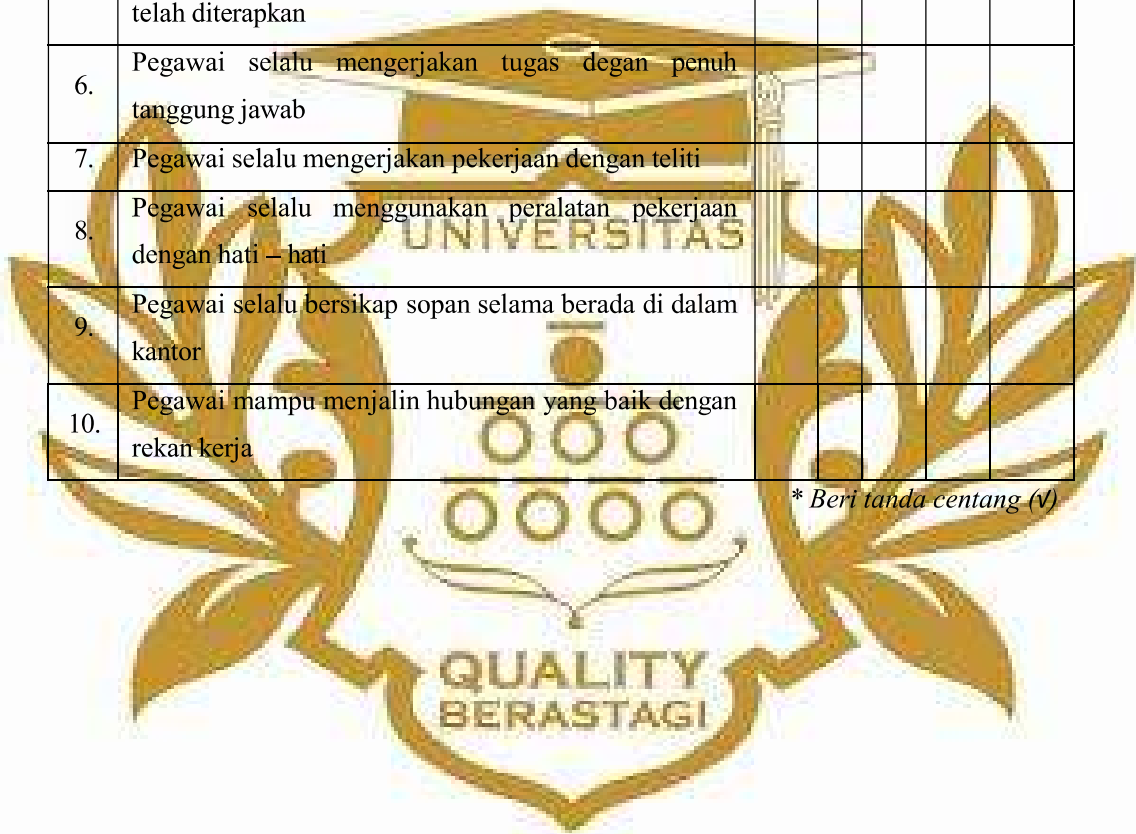 telah diterapkan
6.
Pegawai selalu mengerjakan tugas degan penuh
tanggung jawab
7. Pegawai selalu mengerjakan pekerjaan dengan teliti
8.
Pegawai selalu menggunakan peralatan pekerjaan
dengan hati – hati
UNIVERSITAS
9.
Pegawai selalu bersikap sopan selama berada di dalam
kantor
10.
Pegawai mampu menjalin hubungan yang baik dengan
rekan kerja
* Beri tanda centang (√)
QUALITY
BERASTAGI